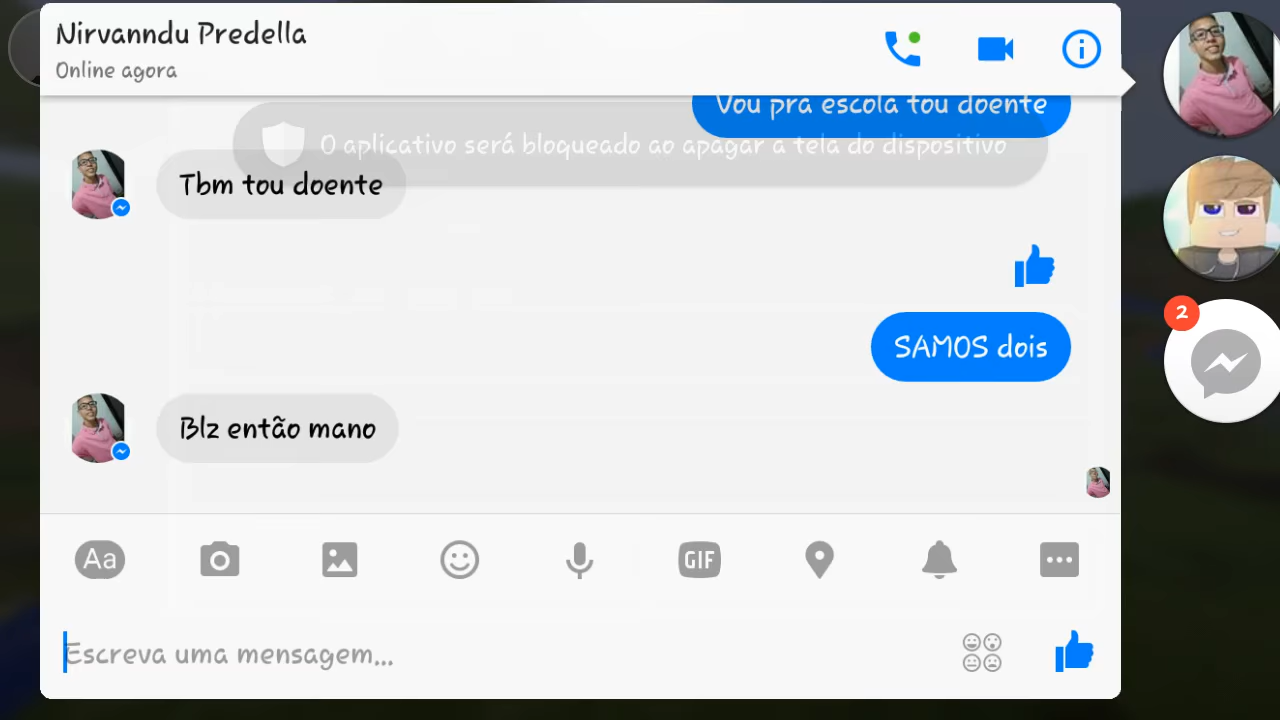 Nirvanndu Predella
Online agora
Vou pra escola tou doente
O aplicativo será bloqueado ao apagar a tela do dispositivo
Tbm tou doente
SAMOS dois
2
Blz então mano
Aa
GIF
Escreva uma mensagem...